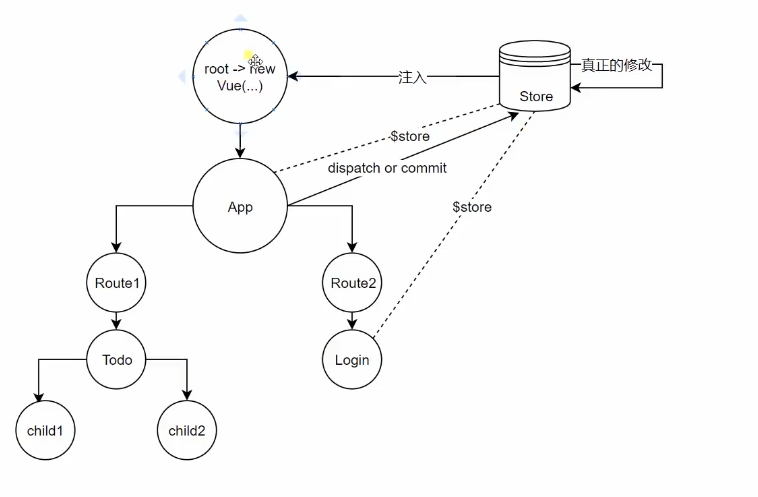 root -> new
Vue(...)
注入
真正的修改
Store
$store
dispatch or commit
App
$store
Route1
Route2
Todo
Login
child1
child2